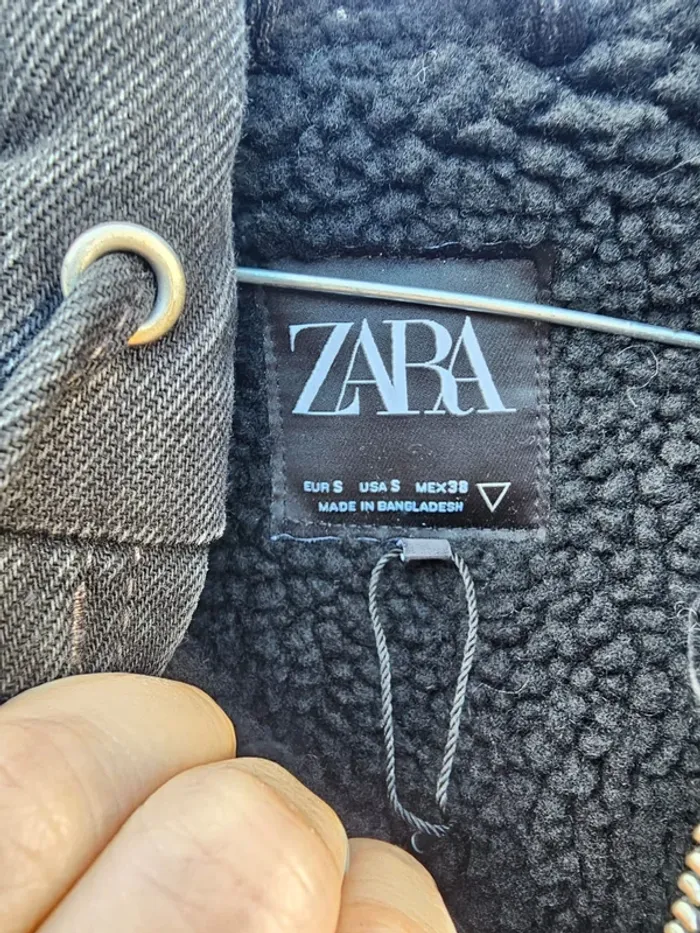 ZARA
EUR S USA S MEX 38
MADE IN BANGLADESH